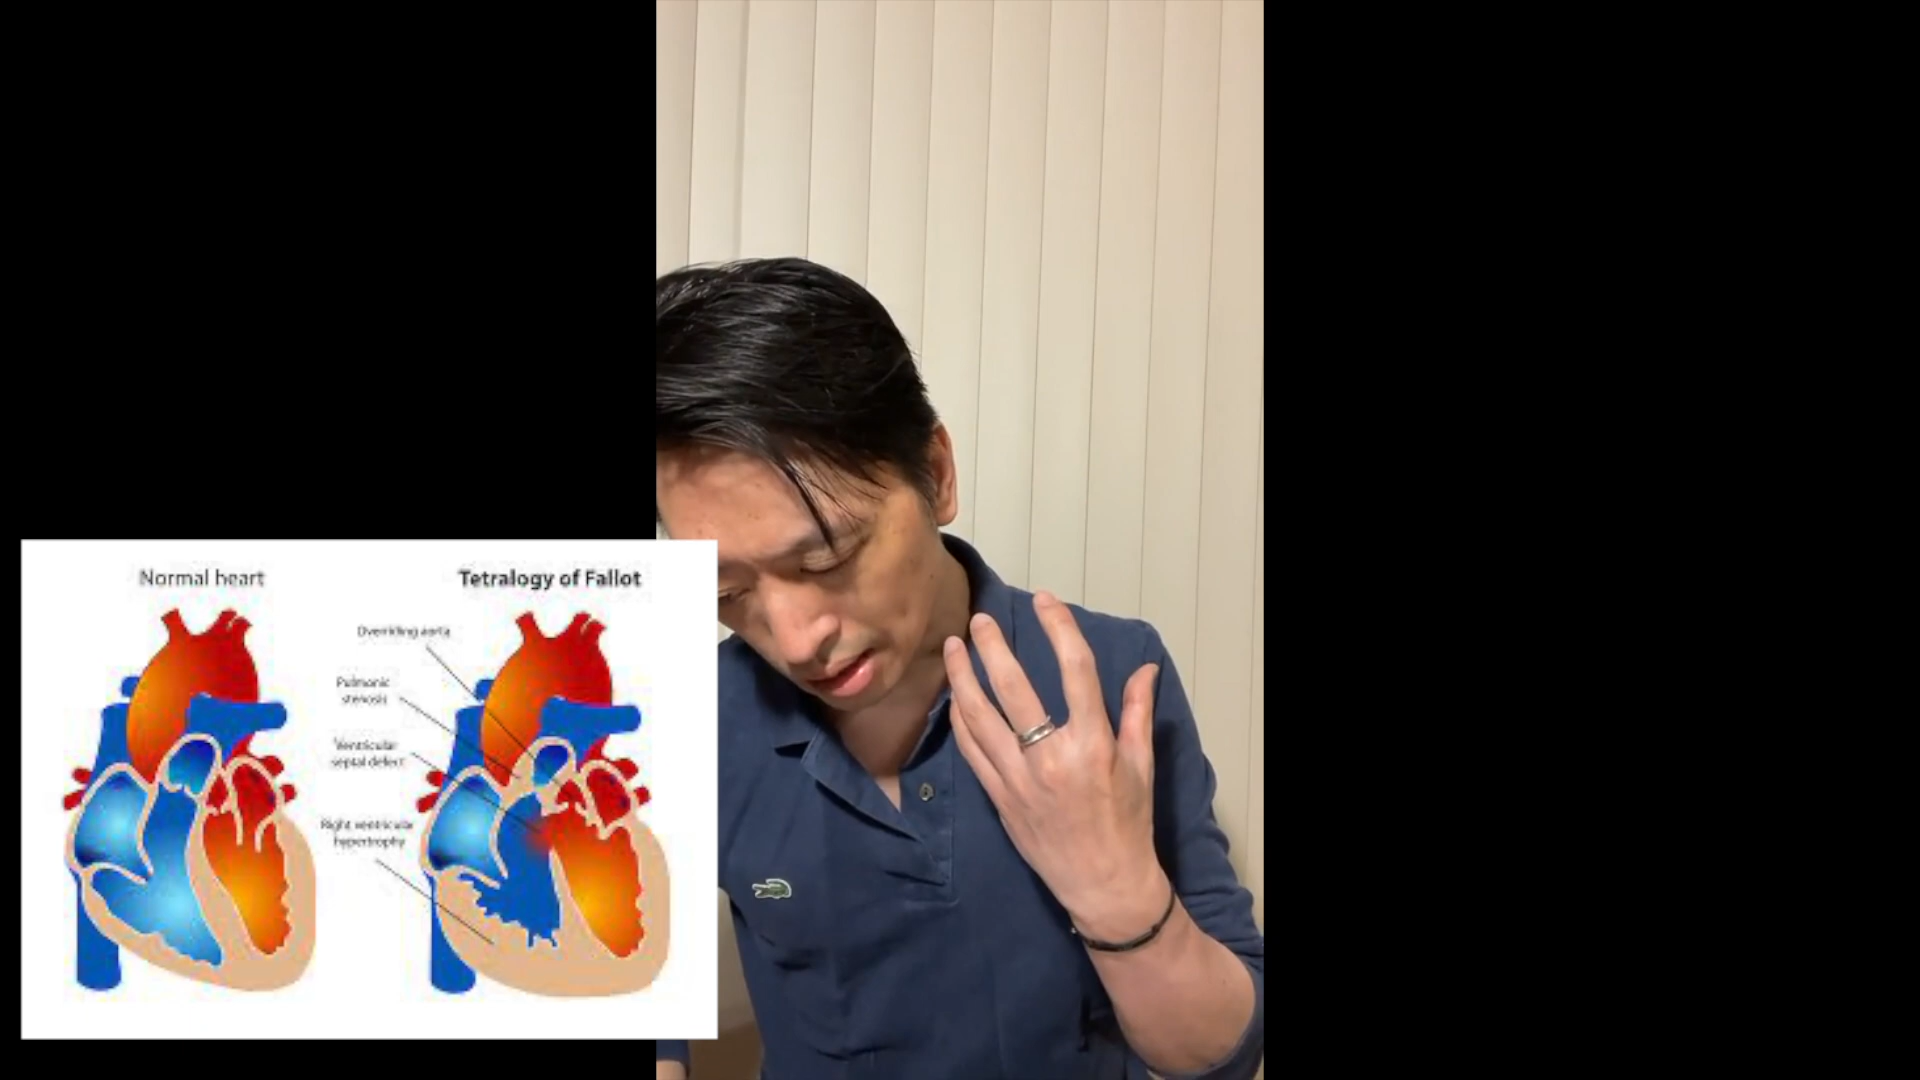 Normal heart
Tetralogy of Fallot
Overriding aorta
Pulmonic
stenosis
Ventricular
septal defect
Right ventricular
hypertrophy